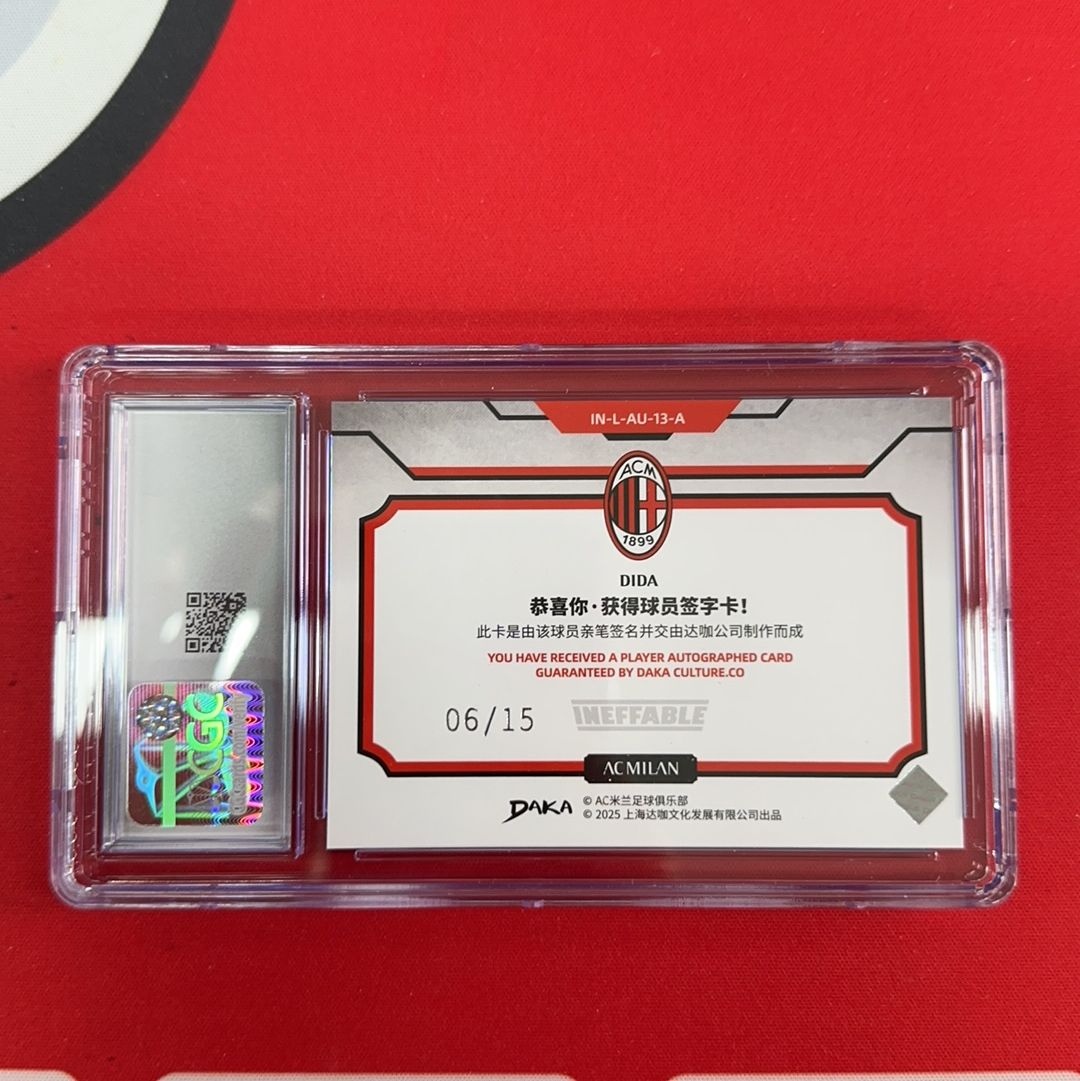 IN-L-AU-13-A
ACM
1899
DIDA
恭喜你·获得球员签字卡!
此卡是由该球员亲笔签名并交由达咖公司制作而成
YOU HAVE RECEIVED A PLAYER AUTOGRAPHED CARD
GUARANTEED BY DAKA CULTURE.CO
06/15
INEFFABLE
AC MILAN
DAKA
© AC米兰足球俱乐部
© 2025 上海达咖文化发展有限公司出品
CGC